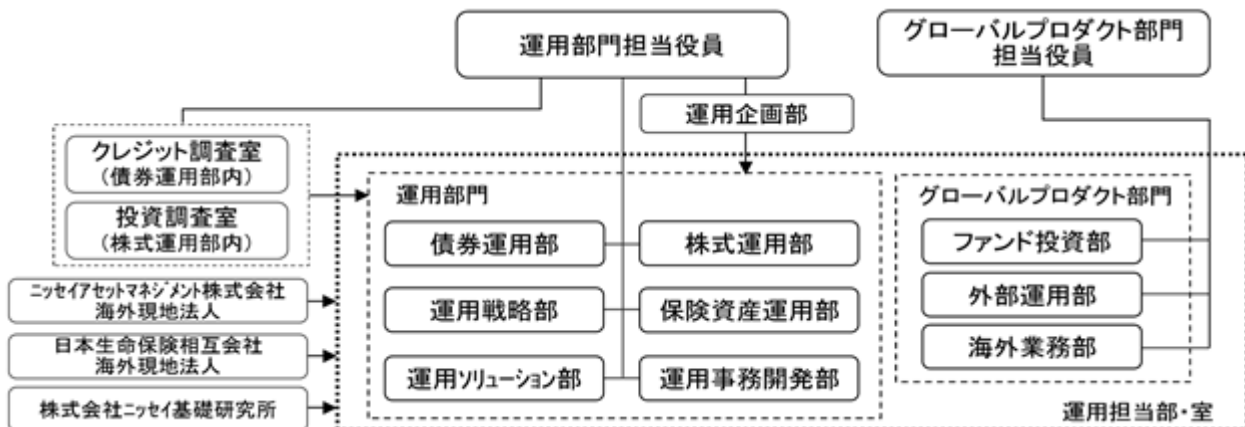 運用部門担当役員
グローバルプロダクト部門
担当役員
運用企画部
クレジット調査室
(債券運用部内)
投資調査室
(株式運用部内)
運用部門
債券運用部
株式運用部
運用戦略部
保険資産運用部
運用ソリューション部
運用事務開発部
グローバルプロダクト部門
ファンド投資部
外部運用部
海外業務部
ニッセイアセットマネジメント株式会社
海外現地法人
日本生命保険相互会社
海外現地法人
株式会社ニッセイ基礎研究所
運用担当部・室